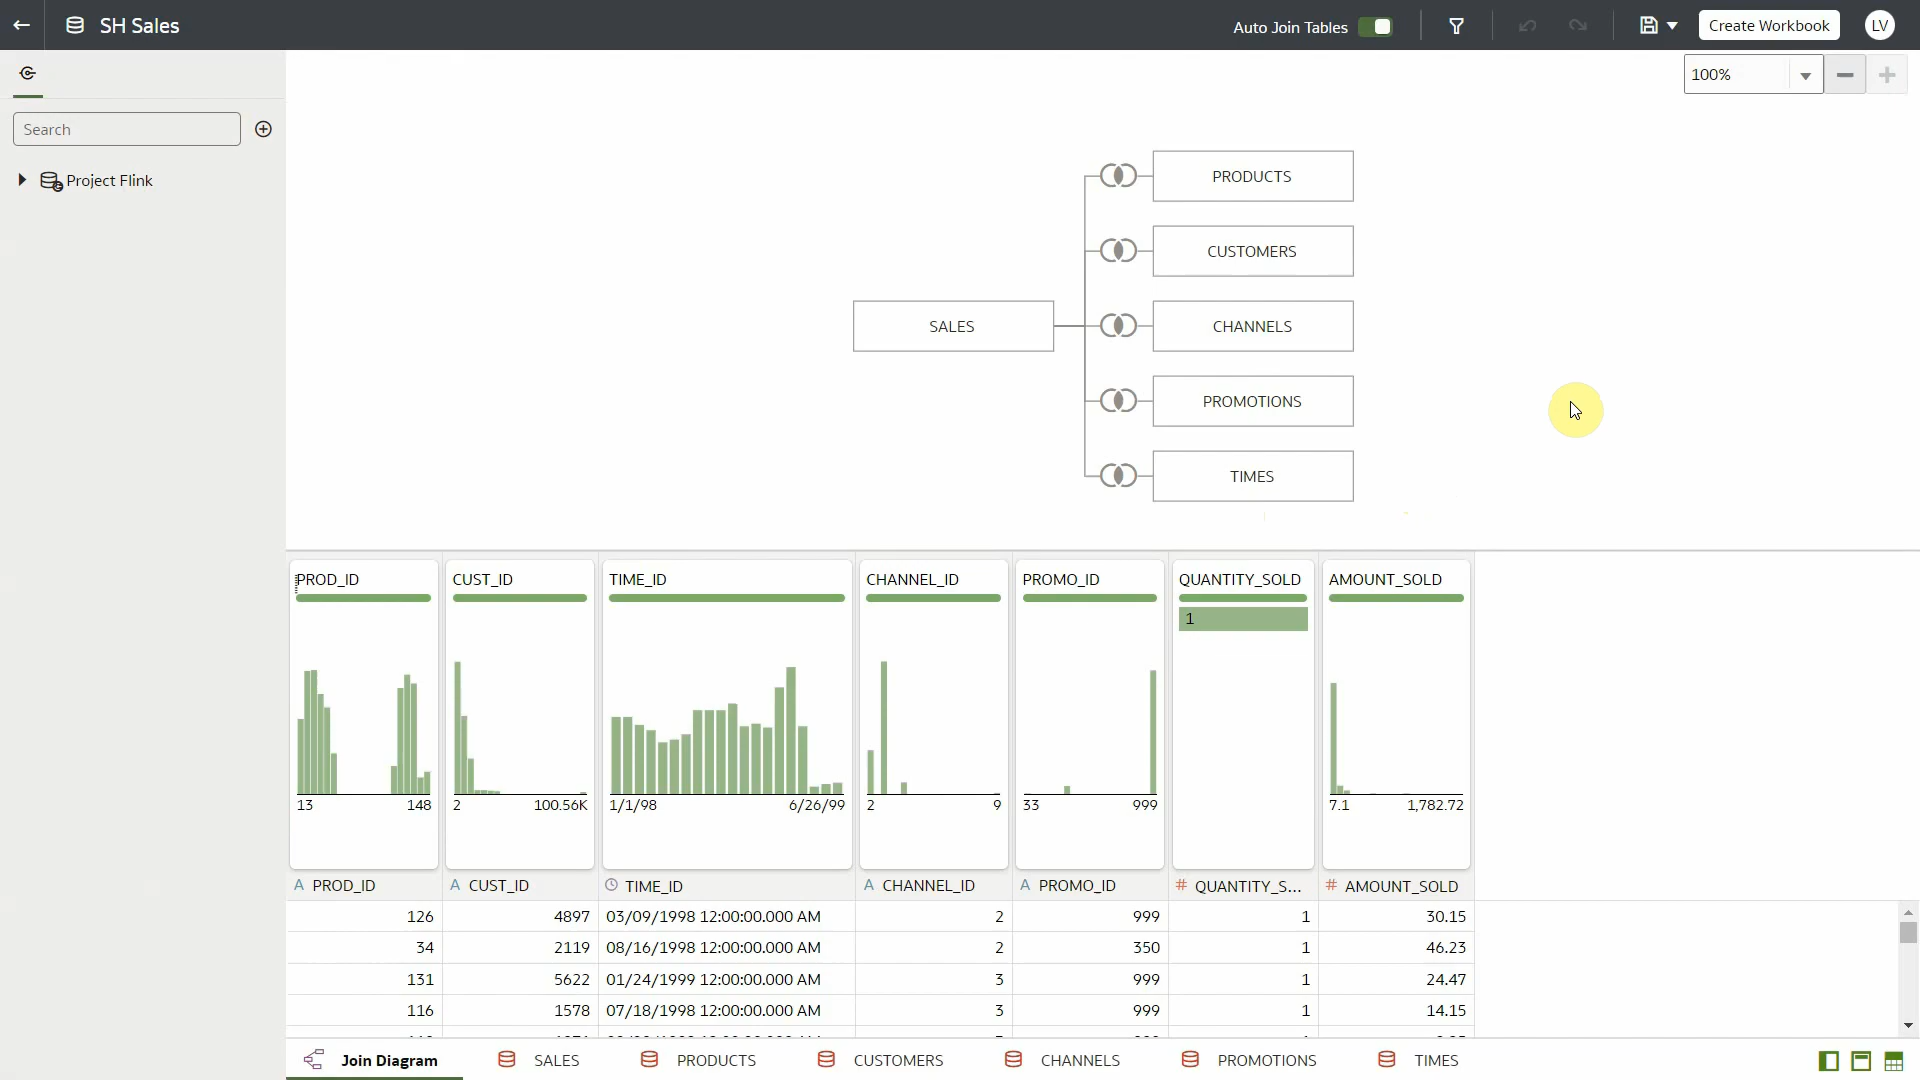 SH Sales
Auto Join Tables
Create Workbook
LV
100%
Search
Project Flink
PRODUCTS
CUSTOMERS
SALES
CHANNELS
PROMOTIONS
TIMES
PROD_ID CUST_ID TIME_ID CHANNEL_ID PROMO_ID QUANTITY_SOLD AMOUNT_SOLD
1
13 148 2 100.56K 1/1/98 6/26/99 2 9 33 999 7.1 1,782.72
A PROD_ID A CUST_ID TIME_ID A CHANNEL_ID A PROMO_ID # QUANTITY_S... # AMOUNT_SOLD
126 4897 03/09/1998 12:00:00.000 AM 2 999 1 30.15
34 2119 08/16/1998 12:00:00.000 AM 2 350 1 46.23
131 5622 01/24/1999 12:00:00.000 AM 3 999 1 24.47
116 1578 07/18/1998 12:00:00.000 AM 3 999 1 14.15
Join Diagram SALES PRODUCTS CUSTOMERS CHANNELS PROMOTIONS TIMES